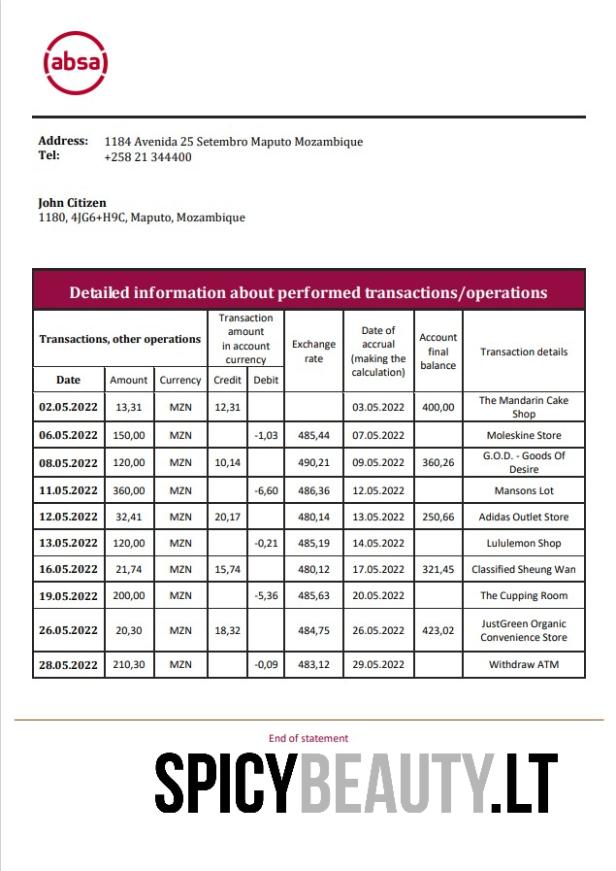 absa
Address: 1184 Avenida 25 Setembro Maputo Mozambique
Tel: +258 21 344400
John Citizen
1180, 4JG6+H9C, Maputo, Mozambique
Detailed information about performed transactions/operations
Transactions, other operations
Transaction
amount
in account
currency
Exchange
rate
Date of
accrual
(making the
calculation)
Account
final
balance
Transaction details
Date Amount Currency Credit Debit
02.05.2022 13,31 MZN 12,31 03.05.2022 400,00 The Mandarin Cake
Shop
06.05.2022 150,00 MZN -1,03 485,44 07.05.2022 Moleskine Store
08.05.2022 120,00 MZN 10,14 490,21 09.05.2022 360,26 G.O.D. - Goods Of
Desire
11.05.2022 360,00 MZN -6,60 486,36 12.05.2022 Mansons Lot
12.05.2022 32,41 MZN 20,17 480,14 13.05.2022 250,66 Adidas Outlet Store
13.05.2022 120,00 MZN -0,21 485,19 14.05.2022 Lululemon Shop
16.05.2022 21,74 MZN 15,74 480,12 17.05.2022 321,45 Classified Sheung Wan
19.05.2022 200,00 MZN -5,36 485,63 20.05.2022 The Cupping Room
26.05.2022 20,30 MZN 18,32 484,75 26.05.2022 423,02 JustGreen Organic
Convenience Store
28.05.2022 210,30 MZN -0,09 483,12 29.05.2022 Withdraw ATM
End of statement
SPICYBEAUTY.LT